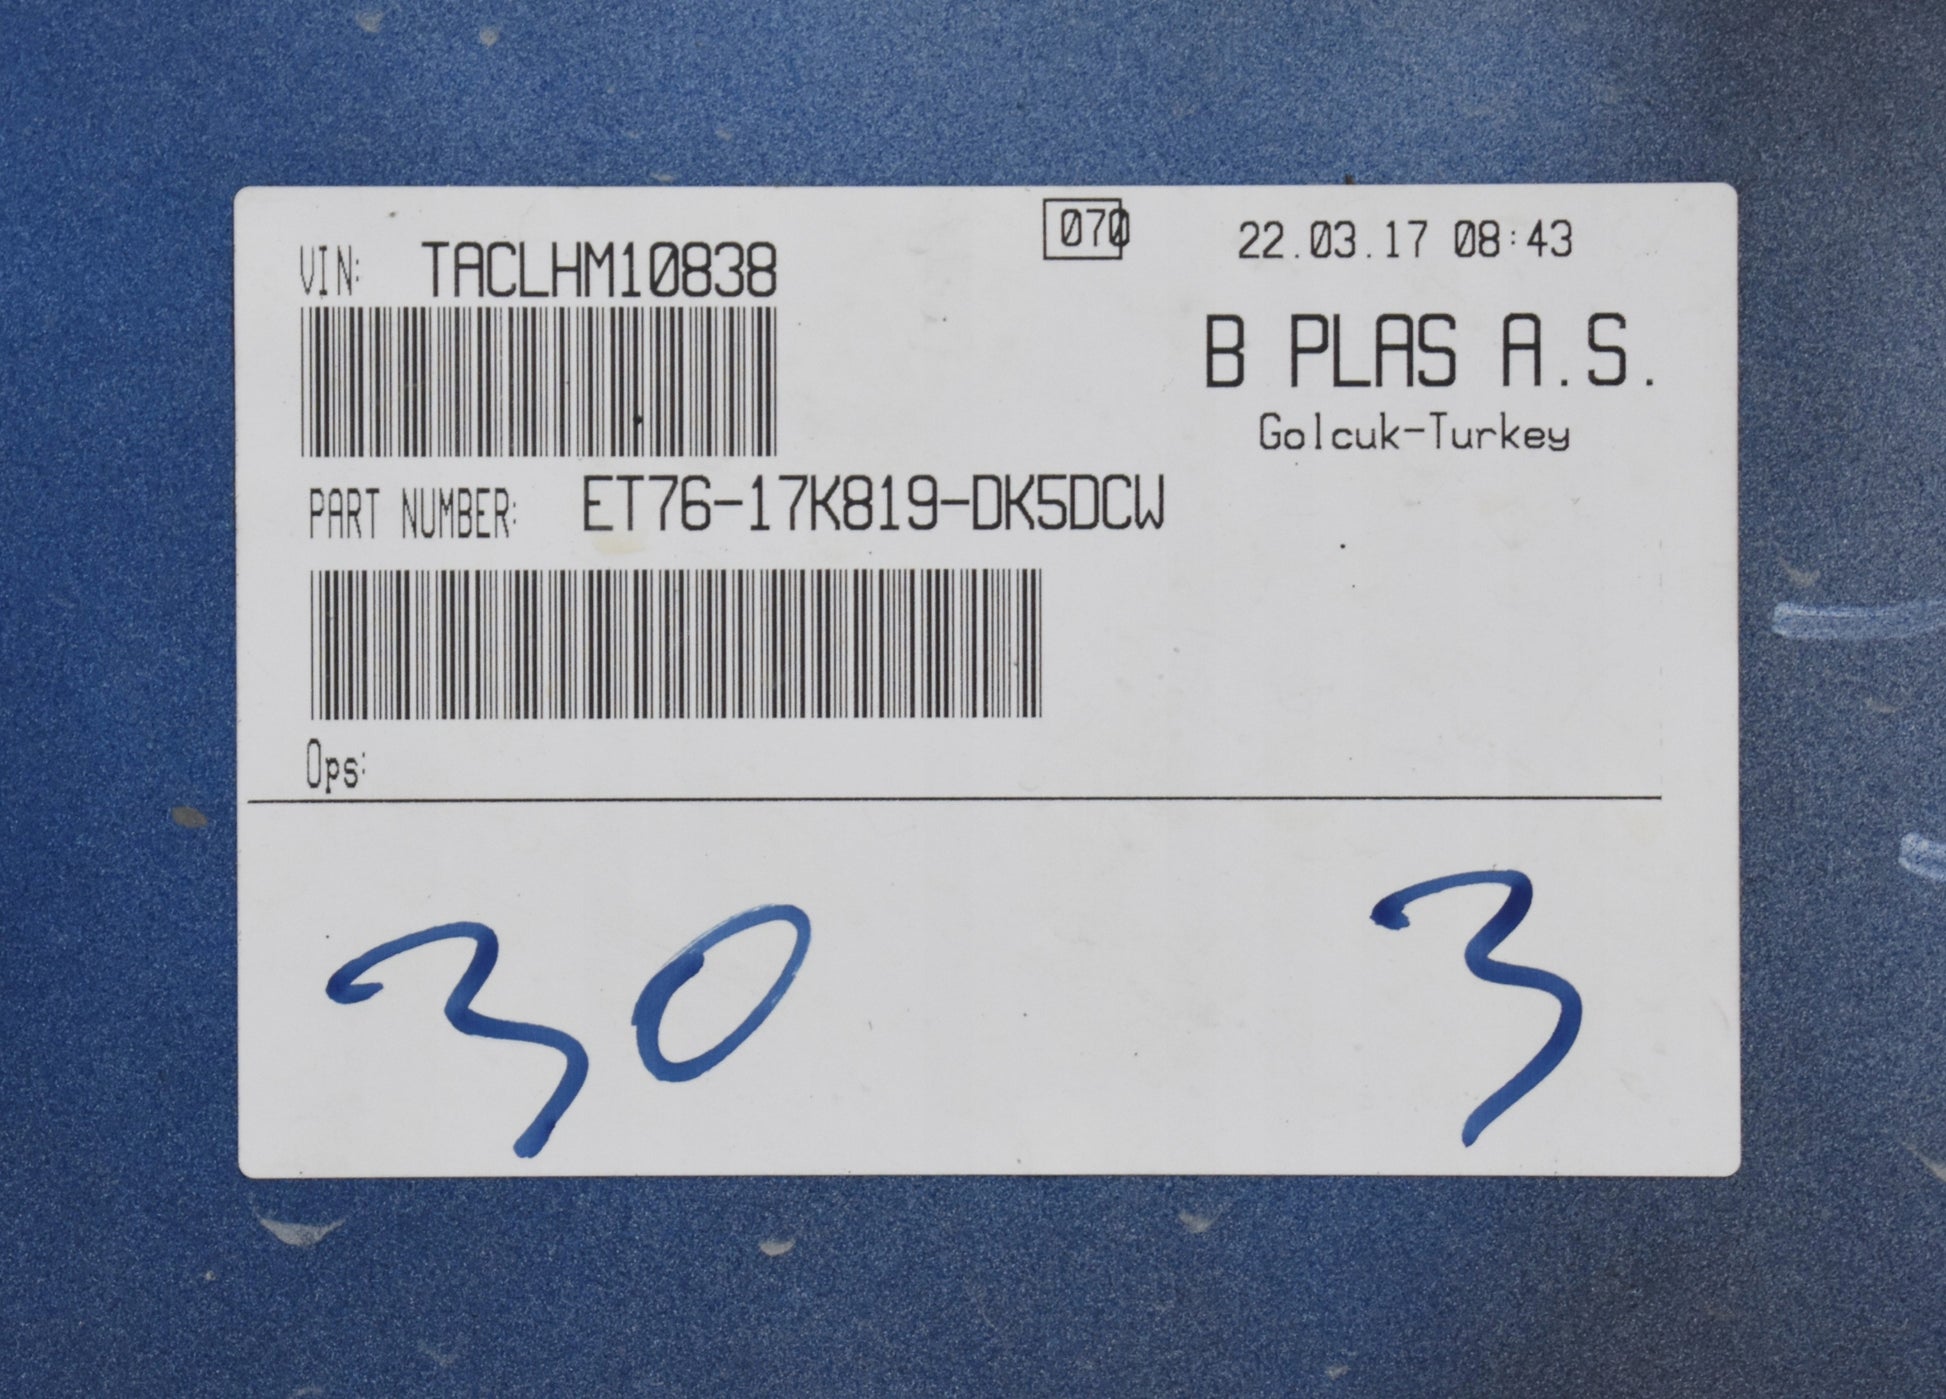 070 22.03.17 08:43
VIN: TACLHM10838
B PLAS A.S.
Golcuk-Turkey
PART NUMBER: ET76-17K819-DK5DCW
Ops:
30 3